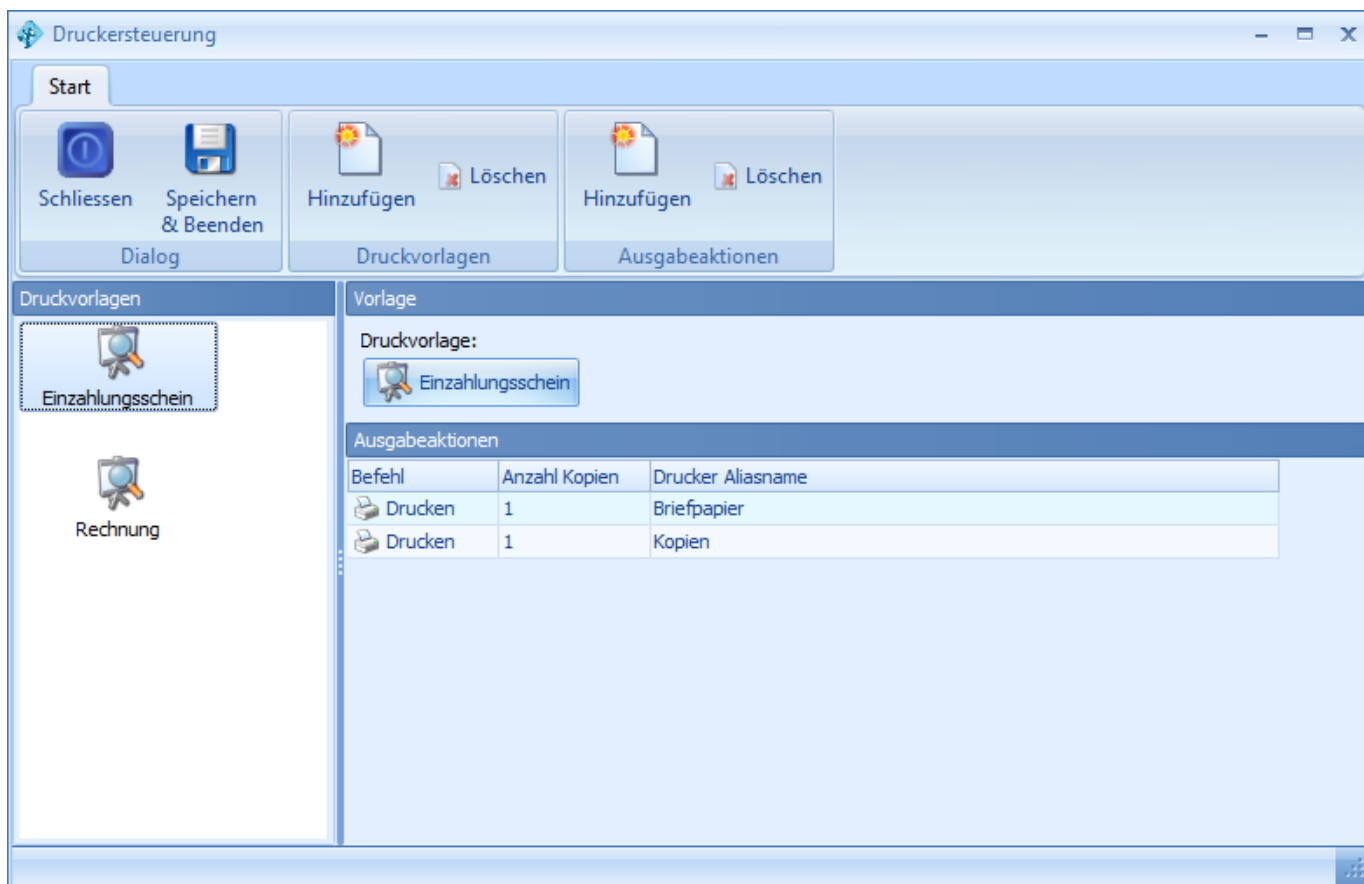 Druckersteuerung
Start
Schliessen
Speichern
& Beenden
Dialog
Hinzufügen
Löschen
Druckvorlagen
Hinzufügen
Löschen
Ausgabeaktionen
Druckvorlagen
Einzahlungsschein
Rechnung
Vorlage
Druckvorlage:
Einzahlungsschein
Ausgabeaktionen
Befehl Anzahl Kopien Drucker Aliasname
Drucken 1 Briefpapier
Drucken 1 Kopien